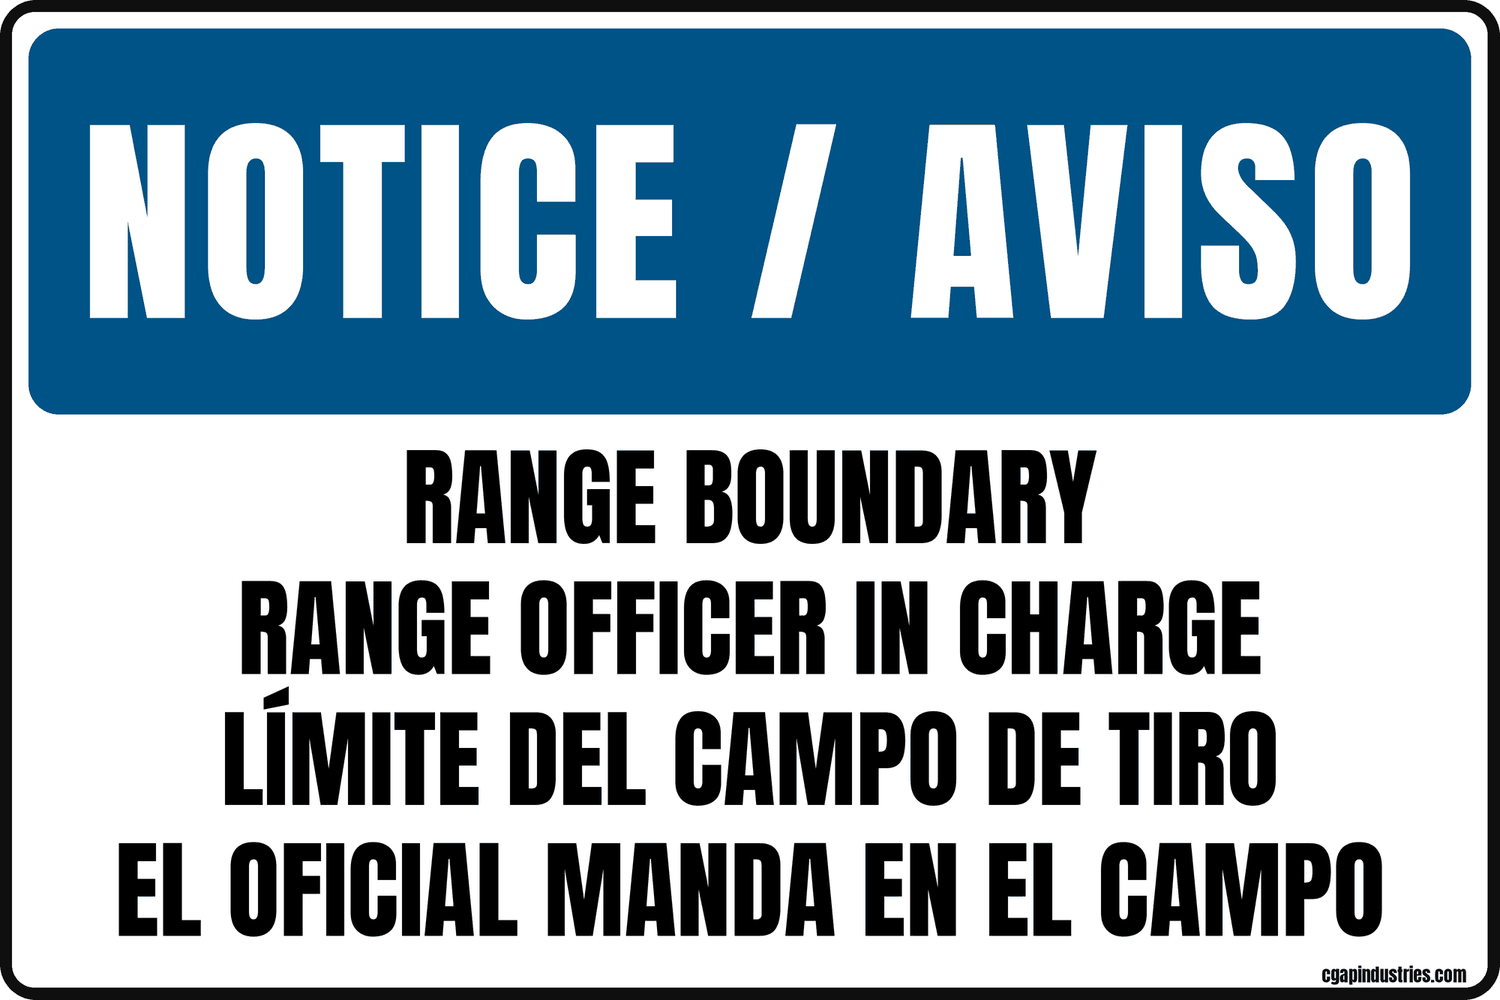 NOTICE / AVISO
RANGE BOUNDARY
RANGE OFFICER IN CHARGE
LÍMITE DEL CAMPO DE TIRO
EL OFICIAL MANDA EN EL CAMPO
cgapindustries.com